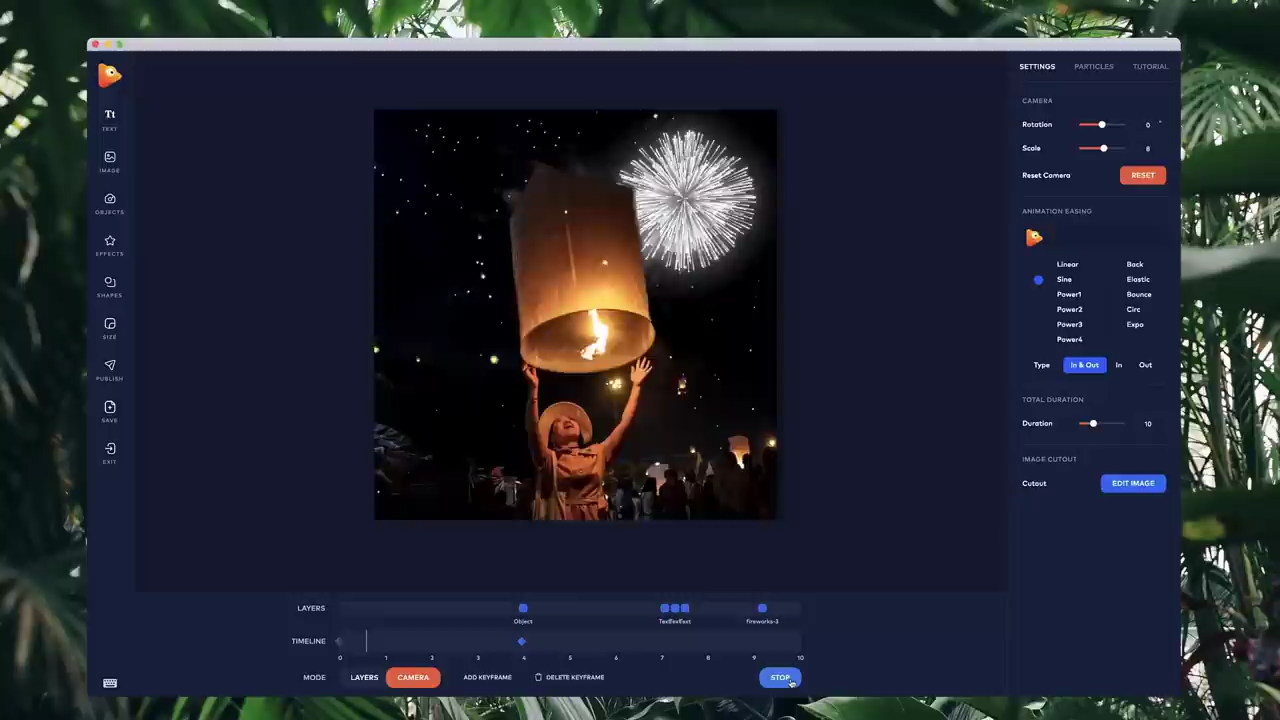 SETTINGS PARTICLES TUTORIAL
Tt
TEXT
IMAGE
OBJECTS
EFFECTS
SHAPES
SIZE
PUBLISH
SAVE
EXIT
CAMERA
Rotation 0 °
Scale 8
Reset Camera RESET
ANIMATION EASING
Linear Back
Sine Elastic
Power1 Bounce
Power2 Circ
Power3 Expo
Power4
Type In & Out In Out
TOTAL DURATION
Duration 10
IMAGE CUTOUT
Cutout EDIT IMAGE
LAYERS
Object fireworks-3
TIMELINE
0 1 2 3 4 5 6 7 8 9 10
MODE LAYERS CAMERA ADD KEYFRAME DELETE KEYFRAME STOP